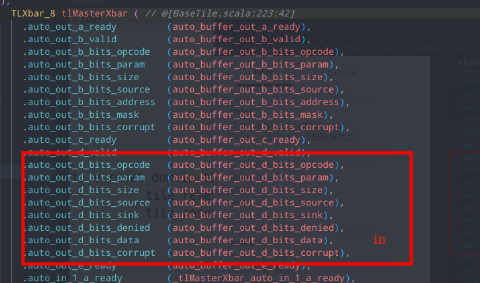 TLXbar_8 tlMasterXbar ( // @[BaseTile.scala:223:42]
.auto_out_a_ready (auto_buffer_out_a_ready),
.auto_out_b_valid (auto_buffer_out_b_valid),
.auto_out_b_bits_opcode (auto_buffer_out_b_bits_opcode),
.auto_out_b_bits_param (auto_buffer_out_b_bits_param),
.auto_out_b_bits_size (auto_buffer_out_b_bits_size),
.auto_out_b_bits_source (auto_buffer_out_b_bits_source),
.auto_out_b_bits_address (auto_buffer_out_b_bits_address),
.auto_out_b_bits_mask (auto_buffer_out_b_bits_mask),
.auto_out_b_bits_corrupt (auto_buffer_out_b_bits_corrupt),
.auto_out_c_ready (auto_buffer_out_c_ready),
.auto_out_d_valid (auto_buffer_out_d_valid),
.auto_out_d_bits_opcode (auto_buffer_out_d_bits_opcode),
.auto_out_d_bits_param (auto_buffer_out_d_bits_param),
.auto_out_d_bits_size (auto_buffer_out_d_bits_size),
.auto_out_d_bits_source (auto_buffer_out_d_bits_source),
.auto_out_d_bits_sink (auto_buffer_out_d_bits_sink),
.auto_out_d_bits_denied (auto_buffer_out_d_bits_denied),
.auto_out_d_bits_data (auto_buffer_out_d_bits_data),
in
.auto_out_d_bits_corrupt (auto_buffer_out_d_bits_corrupt),
.auto_out_e_ready (auto_buffer_out_e_ready),
.auto_in_1_a_ready (_tlMasterXbar_auto_in_1_a_ready),